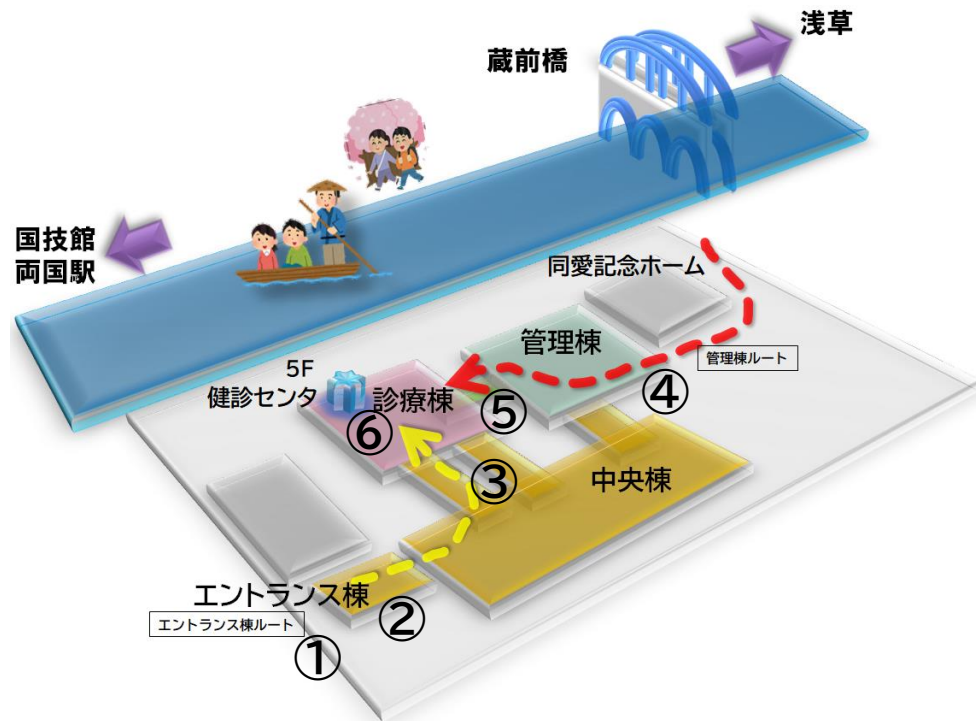 浅草
蔵前橋
国技館
両国駅
同愛記念ホーム
管理棟
管理棟ルート
5F
健診センタ
診療棟
④
⑤
⑥
③
中央棟
エントランス棟
エントランス棟ルート
②
①